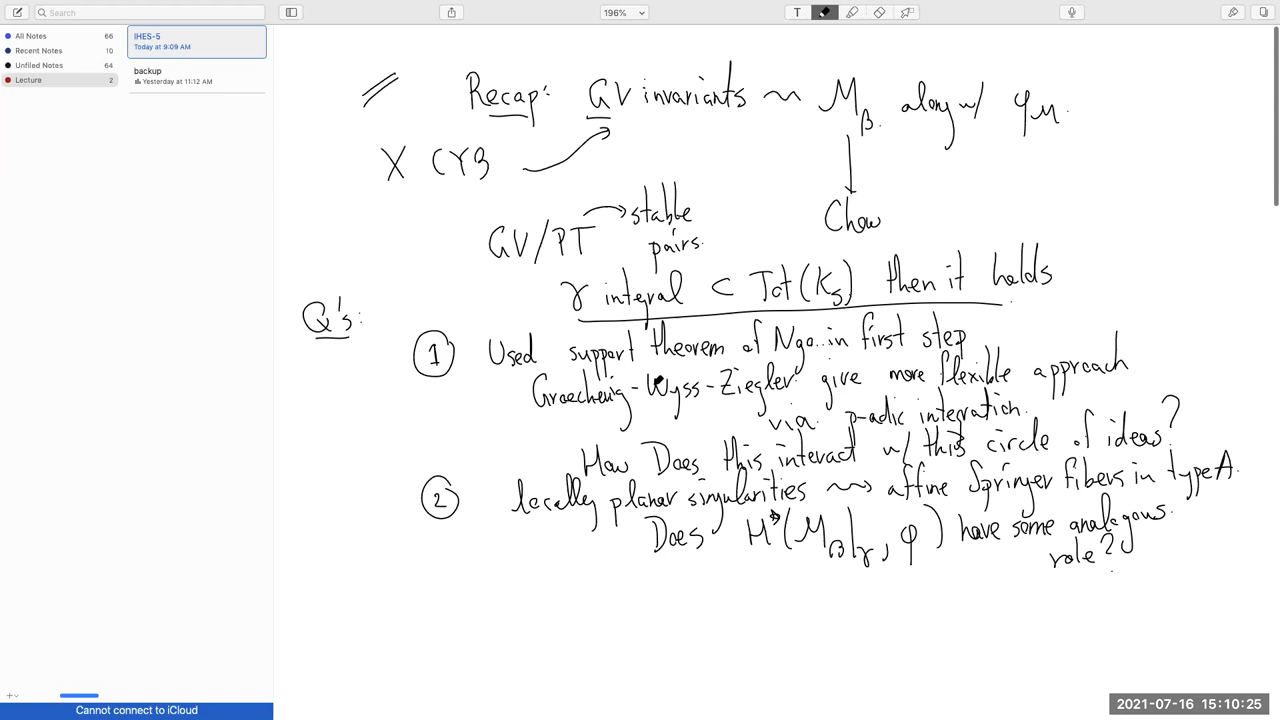 Search
196%
T
All Notes 66
Recent Notes 10
Unfiled Notes 64
Lecture 2
IHES-5
Today at 9:09 AM
backup
Yesterday at 11:12 AM
Cannot connect to iCloud
Recap: GV invariants ~ M_β along w/ φ_M.
X CY3
Chow
GV/PT → stable pairs.
γ integral ⊂ Tot(K_S) then it holds
Q's:
① Used support theorem of Ngo.. in first step
Groechenig-Wyss-Ziegler give more flexible approach
via p-adic integration.
How Does this interact w/ this circle of ideas?
② locally planar singularities ⇝ affine Springer fibers in type A.
Does H*(M_β|_γ, φ) have some analogous
role?
2021-07-16 15:10:25